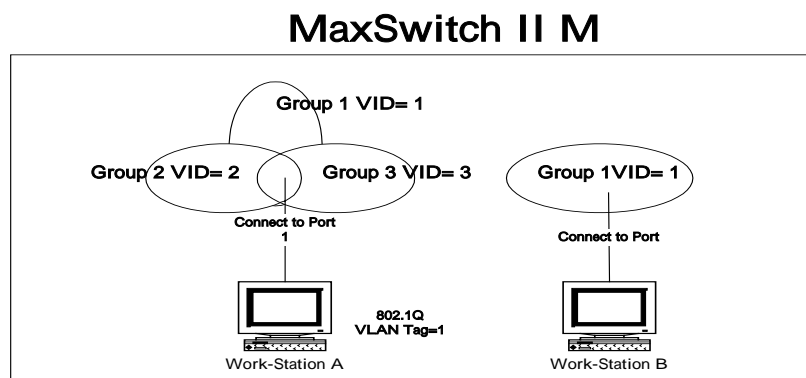 MaxSwitch II M
Group 1 VID= 1
Group 2 VID= 2
Group 3 VID= 3
Group 1VID= 1
Connect to Port
1
Connect to Port
802.1Q
VLAN Tag=1
Work-Station A
Work-Station B